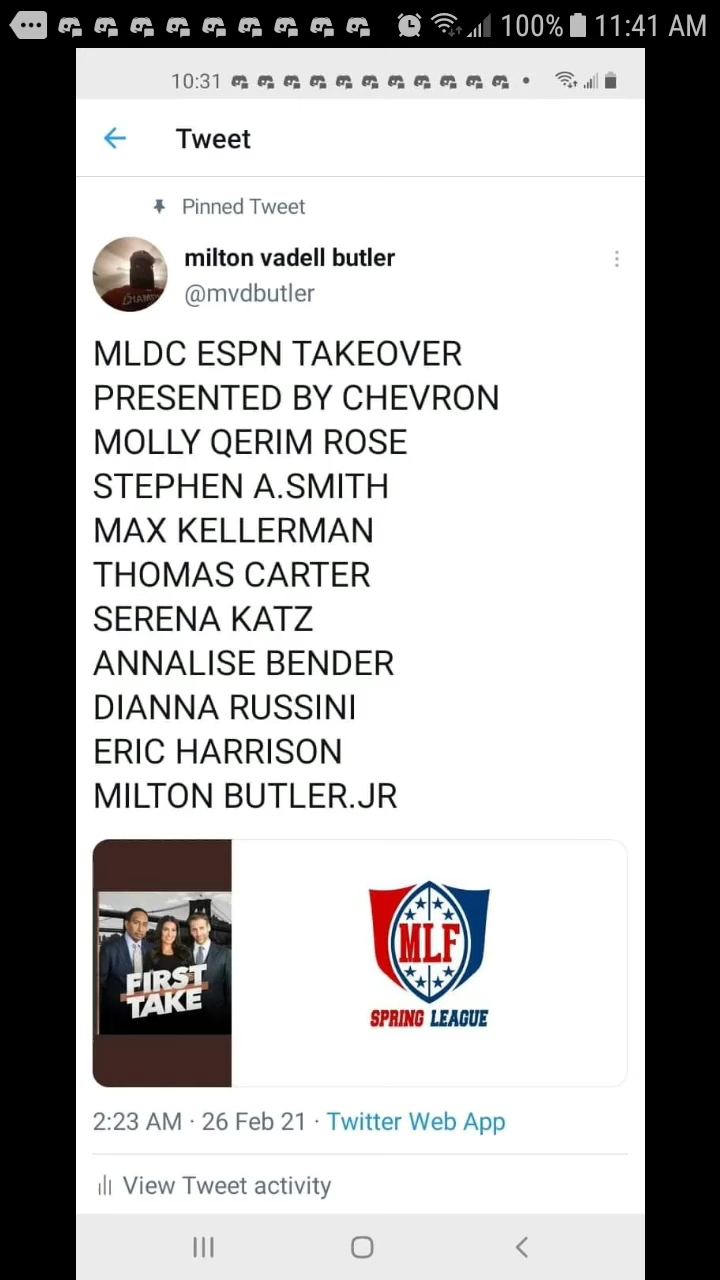 100% 11:41 AM
10:31
Tweet
Pinned Tweet
milton vadell butler
@mvdbutler
MLDC ESPN TAKEOVER
PRESENTED BY CHEVRON
MOLLY QERIM ROSE
STEPHEN A.SMITH
MAX KELLERMAN
THOMAS CARTER
SERENA KATZ
ANNALISE BENDER
DIANNA RUSSINI
ERIC HARRISON
MILTON BUTLER.JR
FIRST
TAKE
MLF
SPRING LEAGUE
2:23 AM · 26 Feb 21 · Twitter Web App
View Tweet activity